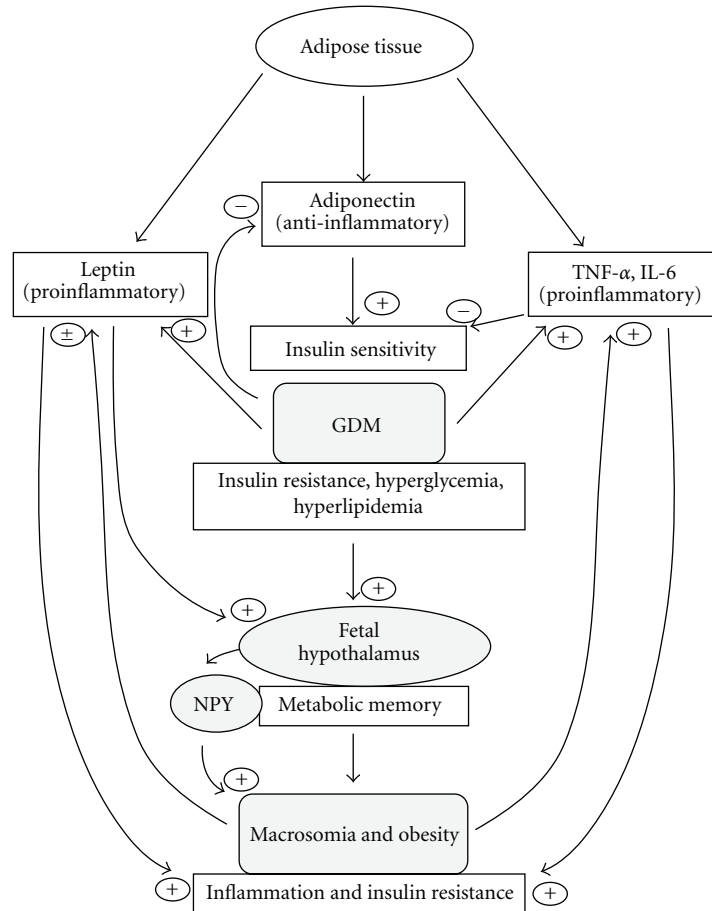 Adipose tissue
−
Adiponectin
(anti-inflammatory)
Leptin
(proinflammatory)
TNF-α, IL-6
(proinflammatory)
±
+
+
−
+
+
Insulin sensitivity
GDM
Insulin resistance, hyperglycemia,
hyperlipidemia
+
+
Fetal
hypothalamus
NPY
Metabolic memory
+
Macrosomia and obesity
+
Inflammation and insulin resistance
+